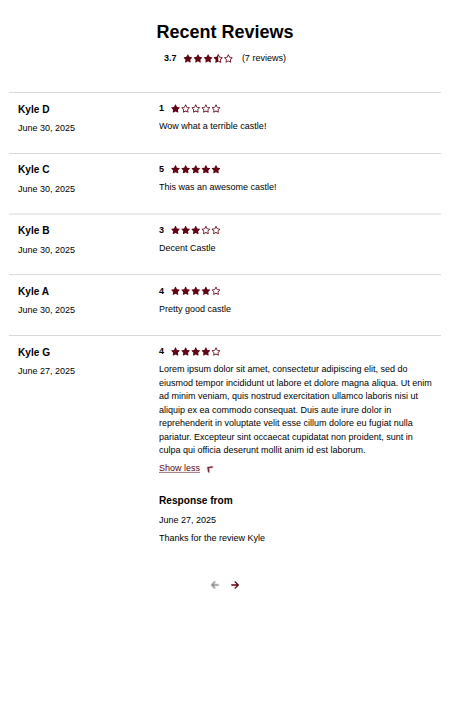 Recent Reviews
3.7 (7 reviews)
Kyle D
June 30, 2025
1
Wow what a terrible castle!
Kyle C
June 30, 2025
5
This was an awesome castle!
Kyle B
June 30, 2025
3
Decent Castle
Kyle A
June 30, 2025
4
Pretty good castle
Kyle G
June 27, 2025
4
Lorem ipsum dolor sit amet, consectetur adipiscing elit, sed do
eiusmod tempor incididunt ut labore et dolore magna aliqua. Ut enim
ad minim veniam, quis nostrud exercitation ullamco laboris nisi ut
aliquip ex ea commodo consequat. Duis aute irure dolor in
reprehenderit in voluptate velit esse cillum dolore eu fugiat nulla
pariatur. Excepteur sint occaecat cupidatat non proident, sunt in
culpa qui officia deserunt mollit anim id est laborum.
Show less
Response from
June 27, 2025
Thanks for the review Kyle